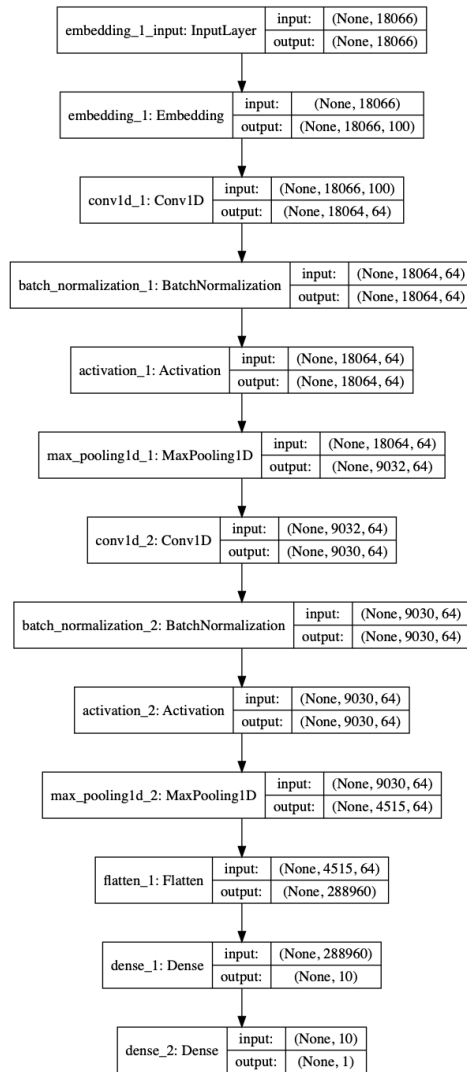 embedding_1_input: InputLayer
input: (None, 18066)
output: (None, 18066)
embedding_1: Embedding
input: (None, 18066)
output: (None, 18066, 100)
conv1d_1: Conv1D
input: (None, 18066, 100)
output: (None, 18064, 64)
batch_normalization_1: BatchNormalization
input: (None, 18064, 64)
output: (None, 18064, 64)
activation_1: Activation
input: (None, 18064, 64)
output: (None, 18064, 64)
max_pooling1d_1: MaxPooling1D
input: (None, 18064, 64)
output: (None, 9032, 64)
conv1d_2: Conv1D
input: (None, 9032, 64)
output: (None, 9030, 64)
batch_normalization_2: BatchNormalization
input: (None, 9030, 64)
output: (None, 9030, 64)
activation_2: Activation
input: (None, 9030, 64)
output: (None, 9030, 64)
max_pooling1d_2: MaxPooling1D
input: (None, 9030, 64)
output: (None, 4515, 64)
flatten_1: Flatten
input: (None, 4515, 64)
output: (None, 288960)
dense_1: Dense
input: (None, 288960)
output: (None, 10)
dense_2: Dense
input: (None, 10)
output: (None, 1)